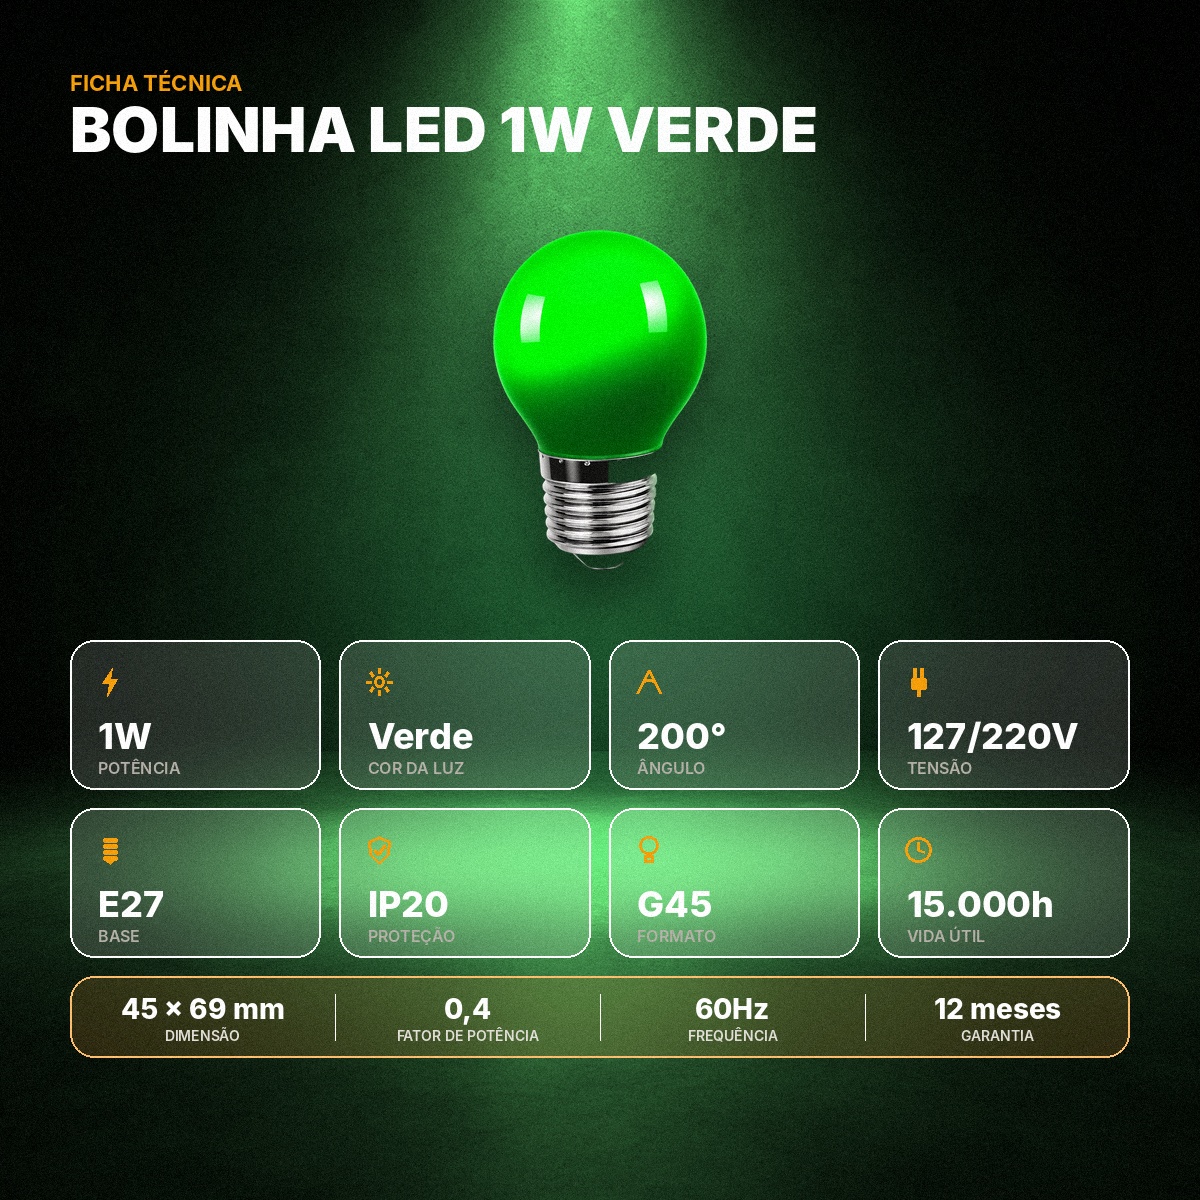 FICHA TÉCNICA
BOLINHA LED 1W VERDE
1W
POTÊNCIA
Verde
COR DA LUZ
200°
ÂNGULO
127/220V
TENSÃO
E27
BASE
IP20
PROTEÇÃO
G45
FORMATO
15.000h
VIDA ÚTIL
45 × 69 mm
DIMENSÃO
0,4
FATOR DE POTÊNCIA
60Hz
FREQUÊNCIA
12 meses
GARANTIA